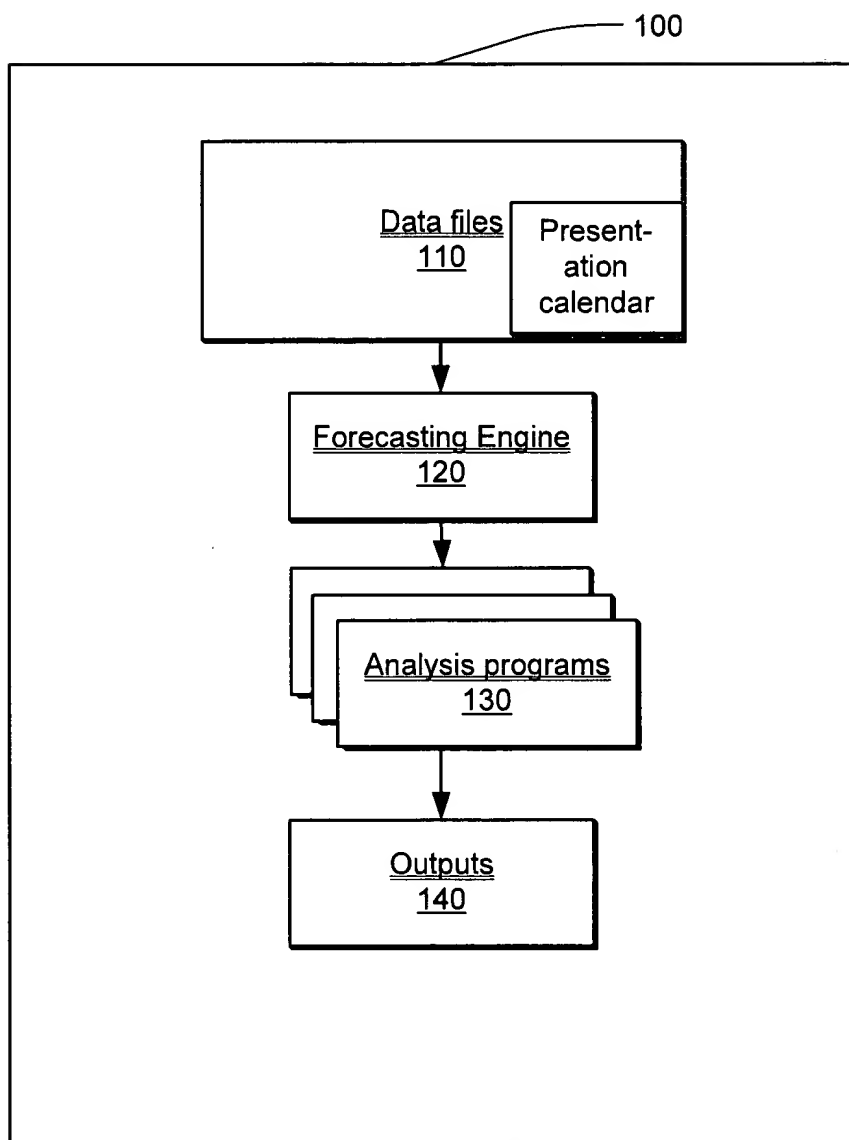 100
Data files
110
Present-
ation
calendar
Forecasting Engine
120
Analysis programs
130
Outputs
140